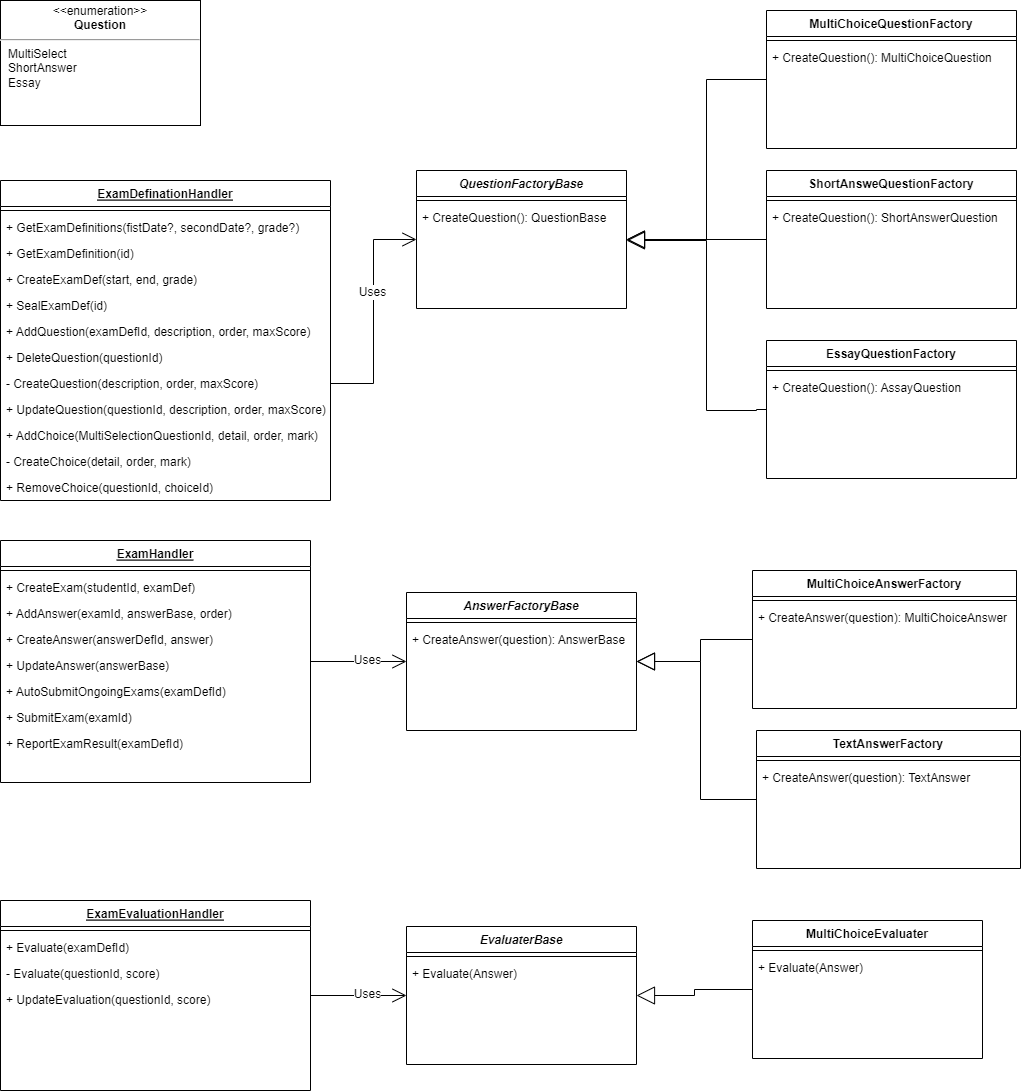 <<enumeration>>
Question
MultiSelect
ShortAnswer
Essay
MultiChoiceQuestionFactory
+ CreateQuestion(): MultiChoiceQuestion
ExamDefinationHandler
+ GetExamDefinitions(fistDate?, secondDate?, grade?)
+ GetExamDefinition(id)
+ CreateExamDef(start, end, grade)
+ SealExamDef(id)
+ AddQuestion(examDefId, description, order, maxScore)
+ DeleteQuestion(questionId)
- CreateQuestion(description, order, maxScore)
+ UpdateQuestion(questionId, description, order, maxScore)
+ AddChoice(MultiSelectionQuestionId, detail, order, mark)
- CreateChoice(detail, order, mark)
+ RemoveChoice(questionId, choiceId)
Uses
QuestionFactoryBase
+ CreateQuestion(): QuestionBase
ShortAnsweQuestionFactory
+ CreateQuestion(): ShortAnswerQuestion
EssayQuestionFactory
+ CreateQuestion(): AssayQuestion
ExamHandler
+ CreateExam(studentId, examDef)
+ AddAnswer(examId, answerBase, order)
+ CreateAnswer(answerDefId, answer)
+ UpdateAnswer(answerBase)
+ AutoSubmitOngoingExams(examDefId)
+ SubmitExam(examId)
+ ReportExamResult(examDefId)
Uses
AnswerFactoryBase
+ CreateAnswer(question): AnswerBase
MultiChoiceAnswerFactory
+ CreateAnswer(question): MultiChoiceAnswer
TextAnswerFactory
+ CreateAnswer(question): TextAnswer
ExamEvaluationHandler
+ Evaluate(examDefId)
- Evaluate(questionId, score)
+ UpdateEvaluation(questionId, score)
Uses
EvaluaterBase
+ Evaluate(Answer)
MultiChoiceEvaluater
+ Evaluate(Answer)